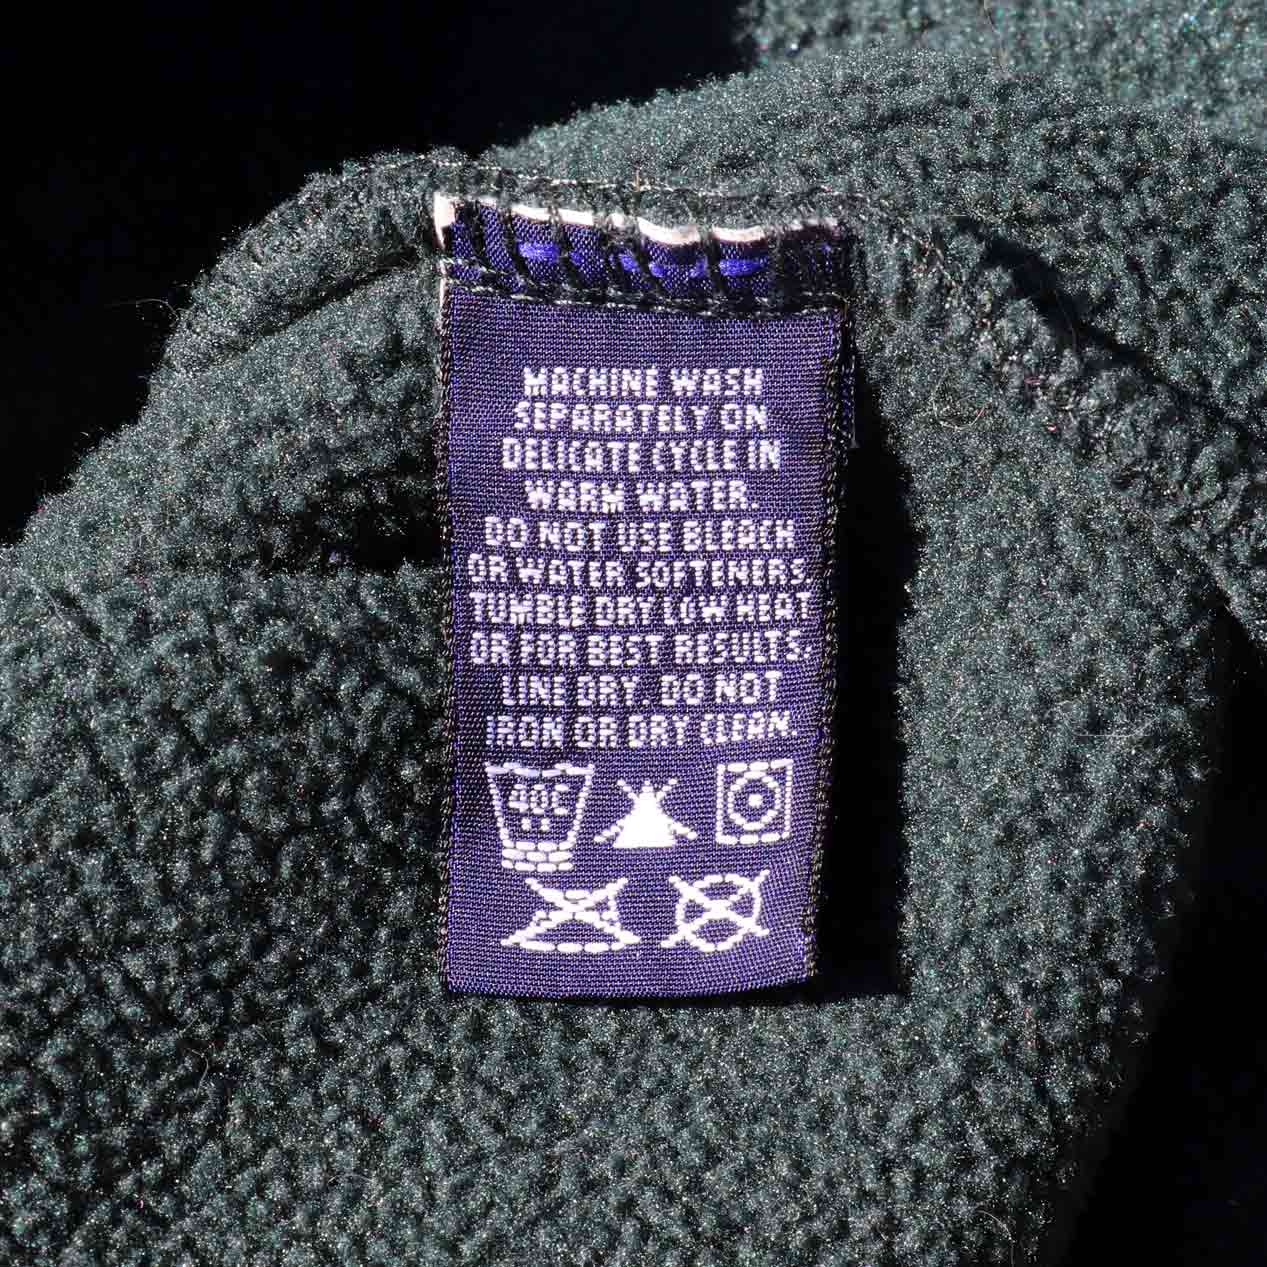 MACHINE WASH
SEPARATELY ON
DELICATE CYCLE IN
WARM WATER.
DO NOT USE BLEACH
OR WATER SOFTENERS.
TUMBLE DRY LOW HEAT
OR FOR BEST RESULTS.
LINE DRY. DO NOT
IRON OR DRY CLEAN.
40C